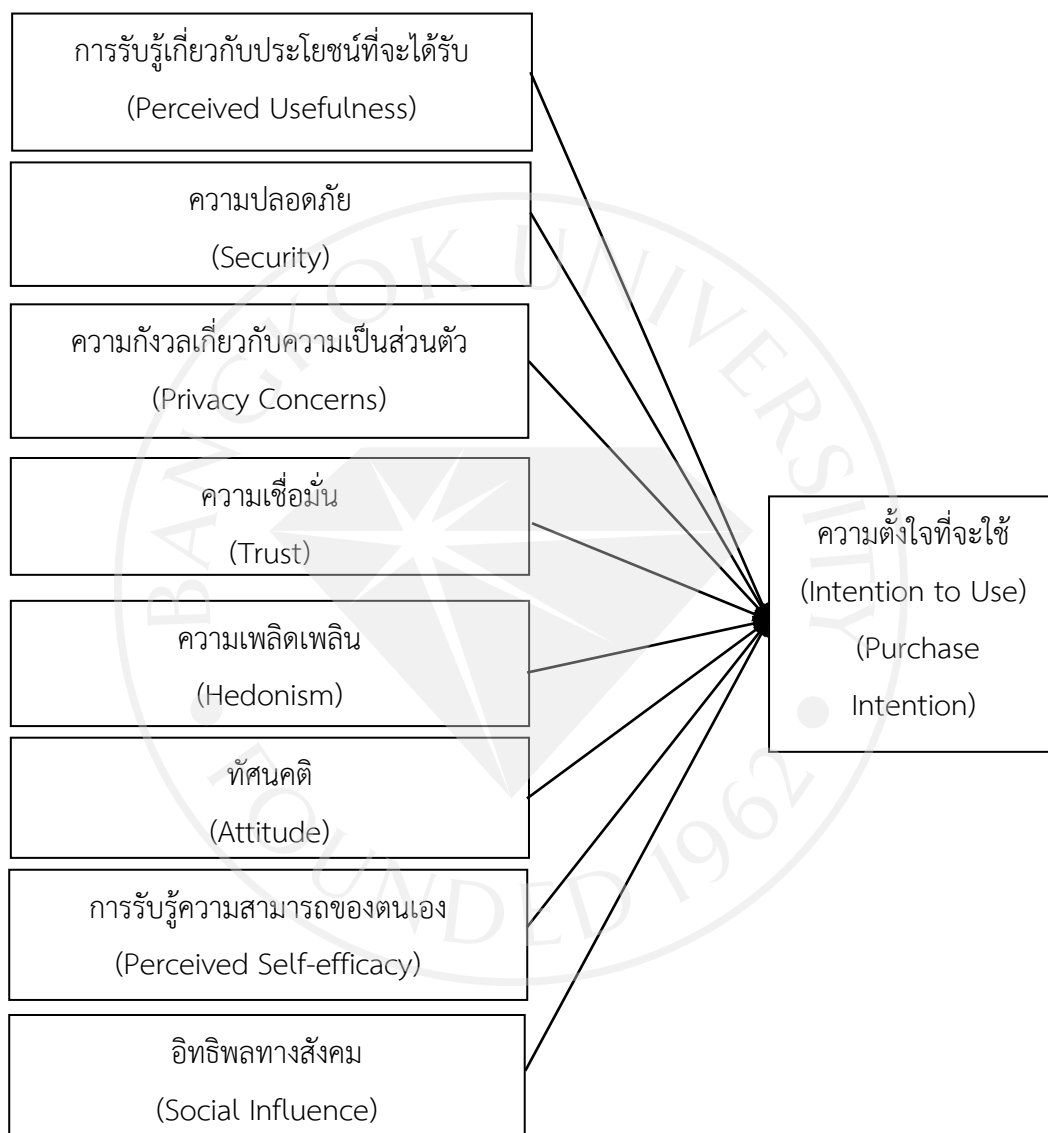 การรับรู้เกี่ยวกับประโยชน์ที่จะได้รับ
(Perceived Usefulness)
ความปลอดภัย
(Security)
ความกังวลเกี่ยวกับความเป็นส่วนตัว
(Privacy Concerns)
ความเชื่อมั่น
(Trust)
ความเพลิดเพลิน
(Hedonism)
ทัศนคติ
(Attitude)
การรับรู้ความสามารถของตนเอง
(Perceived Self-efficacy)
อิทธิพลทางสังคม
(Social Influence)
ความตั้งใจที่จะใช้
(Intention to Use)
(Purchase
Intention)
BANGKOK UNIVERSITY
FOUNDED 1962